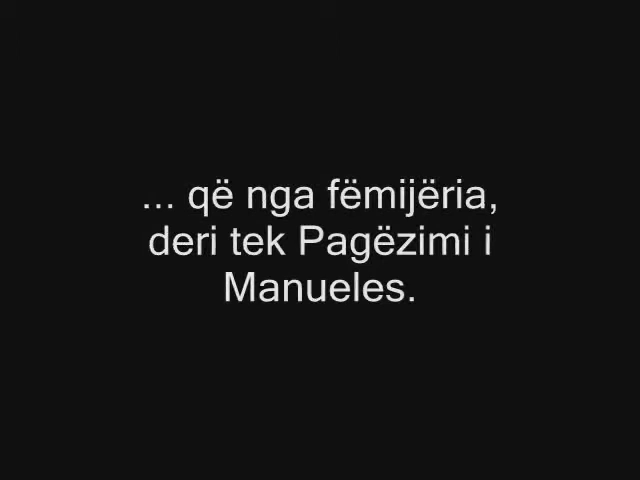 ... që nga fëmijëria,
deri tek Pagëzimi i
Manueles.